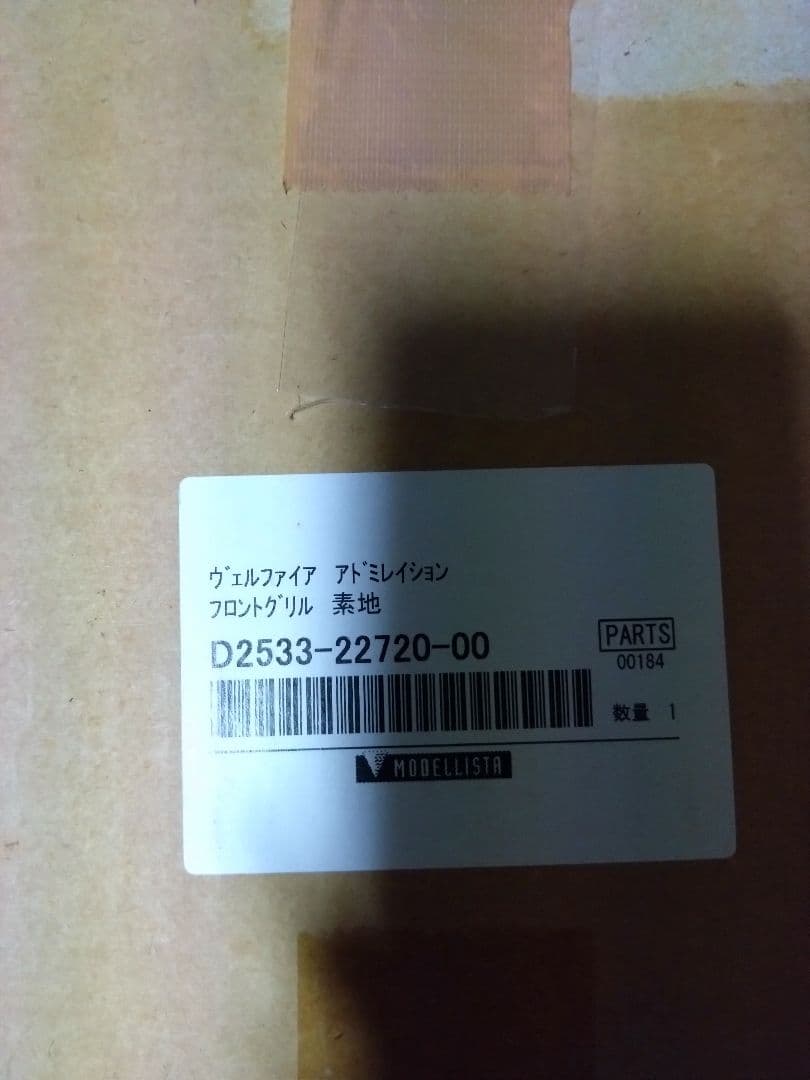 ｳﾞｪﾙﾌｧｲｱ　ｱﾄﾞﾐﾚｲｼｮﾝ
ﾌﾛﾝﾄｸﾞﾘﾙ　素地
D2533-22720-00
PARTS
00184
数量　1
MODELLISTA